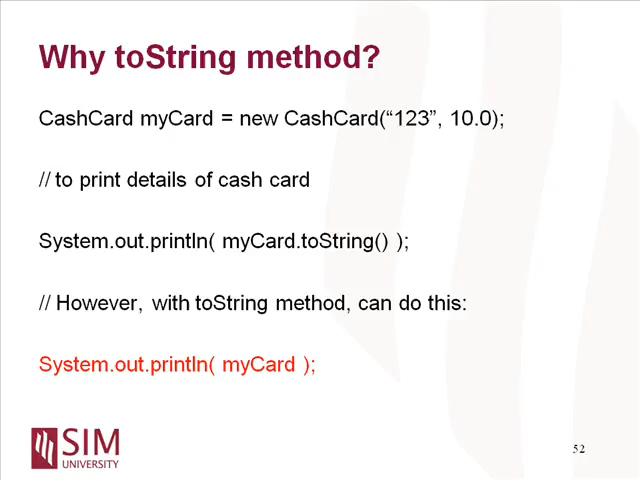 Why toString method?
CashCard myCard = new CashCard(“123”, 10.0);
// to print details of cash card
System.out.println( myCard.toString() );
// However, with toString method, can do this:
System.out.println( myCard );
SIM
UNIVERSITY
52